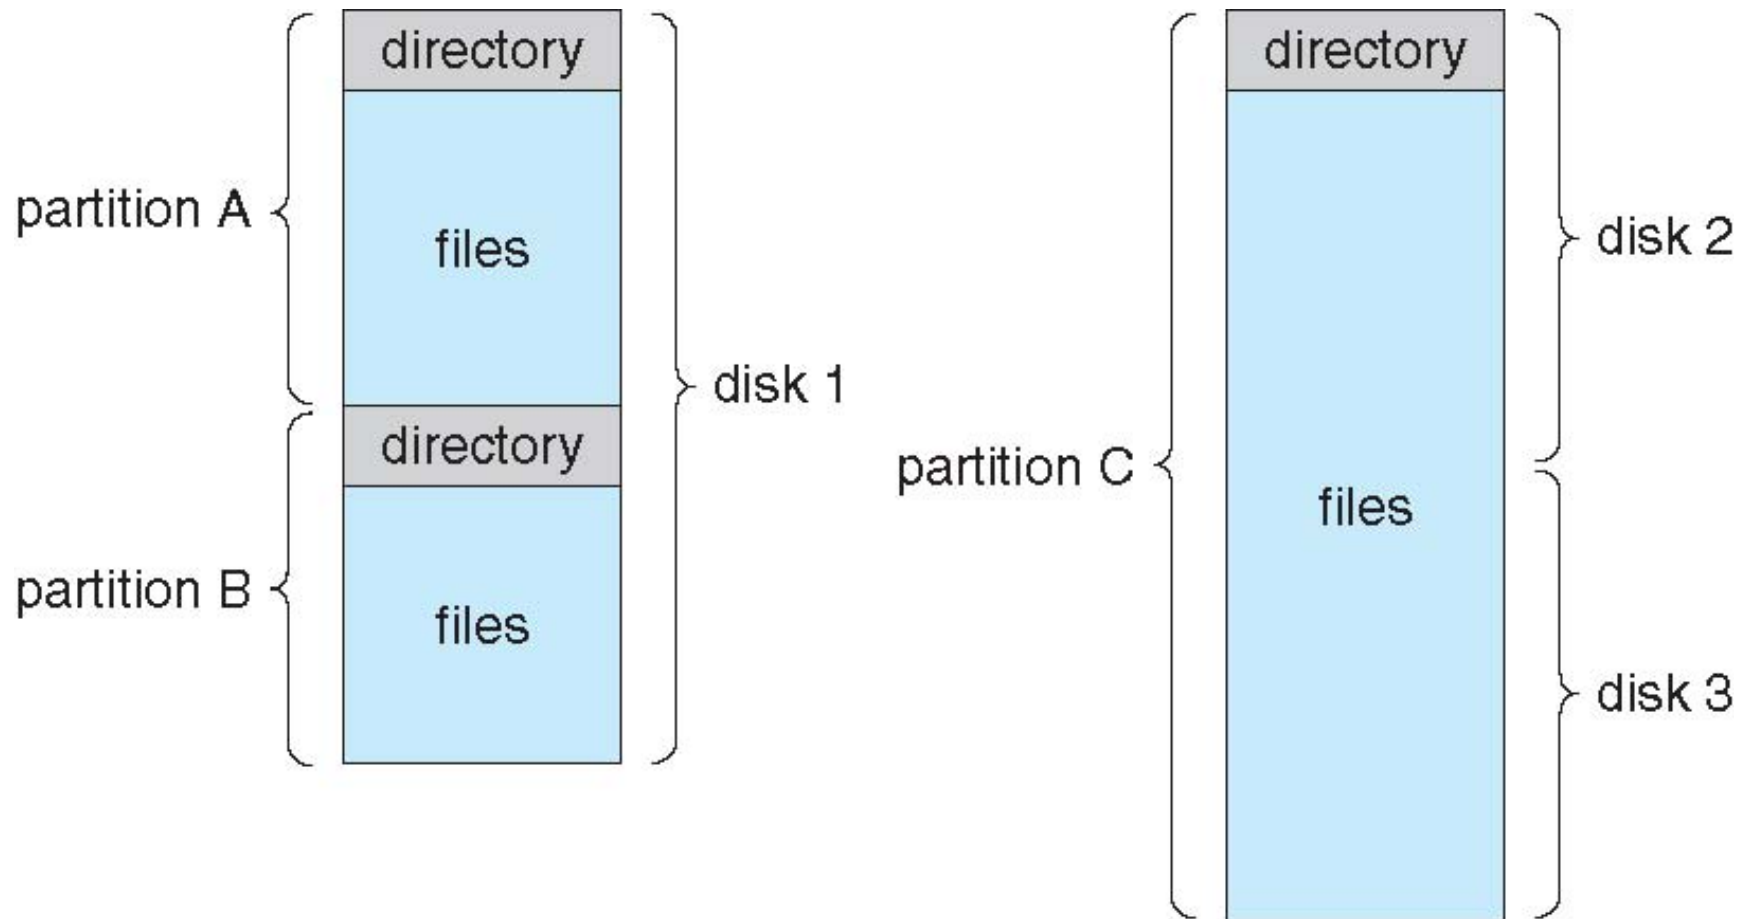 directory
partition A
files
disk 1
directory
partition B
files
directory
disk 2
partition C
files
disk 3